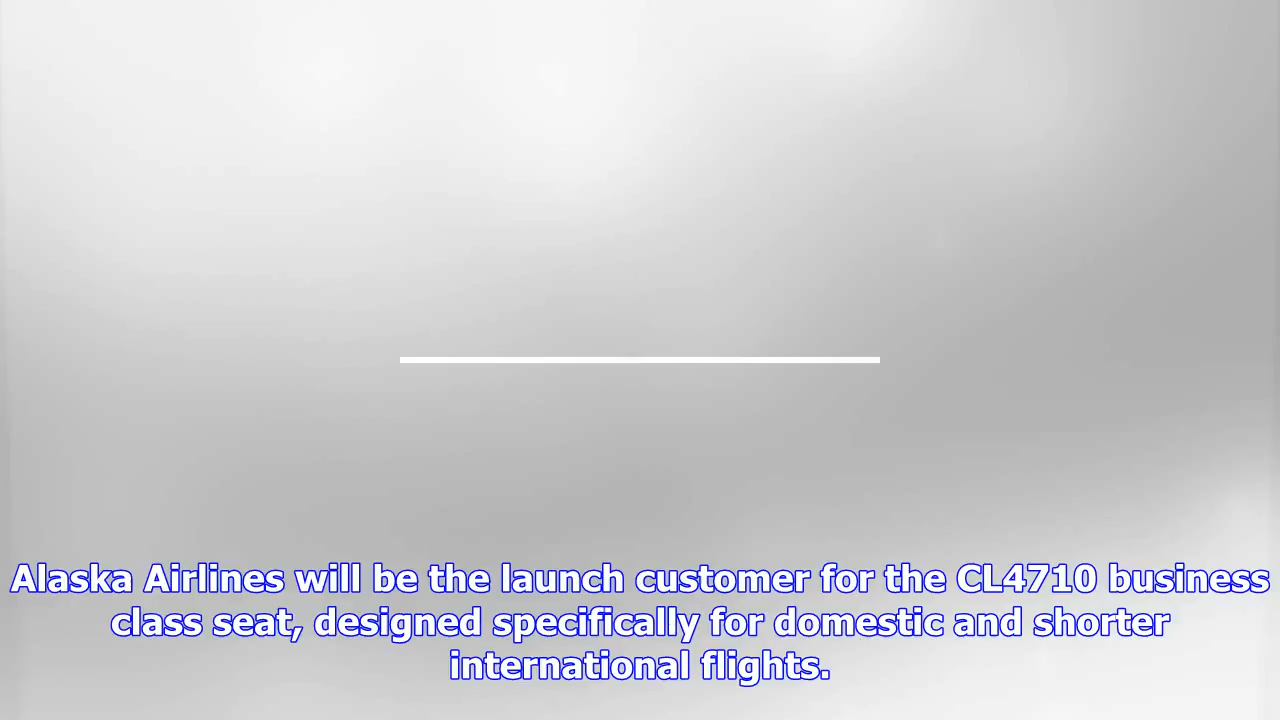 Alaska Airlines will be the launch customer for the CL4710 business
class seat, designed specifically for domestic and shorter
international flights.